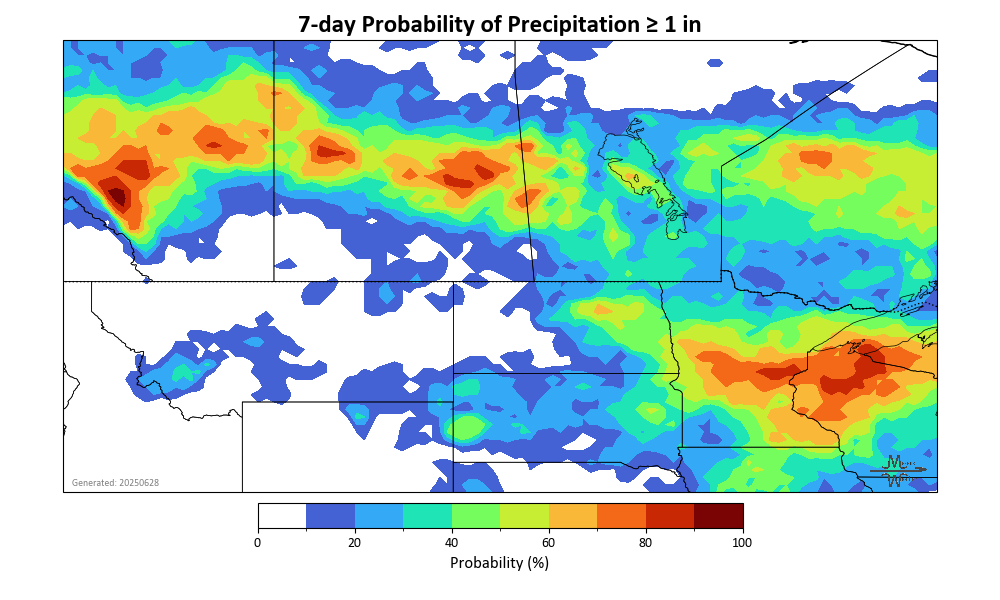 7-day Probability of Precipitation ≥ 1 in
Generated: 20250628
0 20 40 60 80 100
Probability (%)